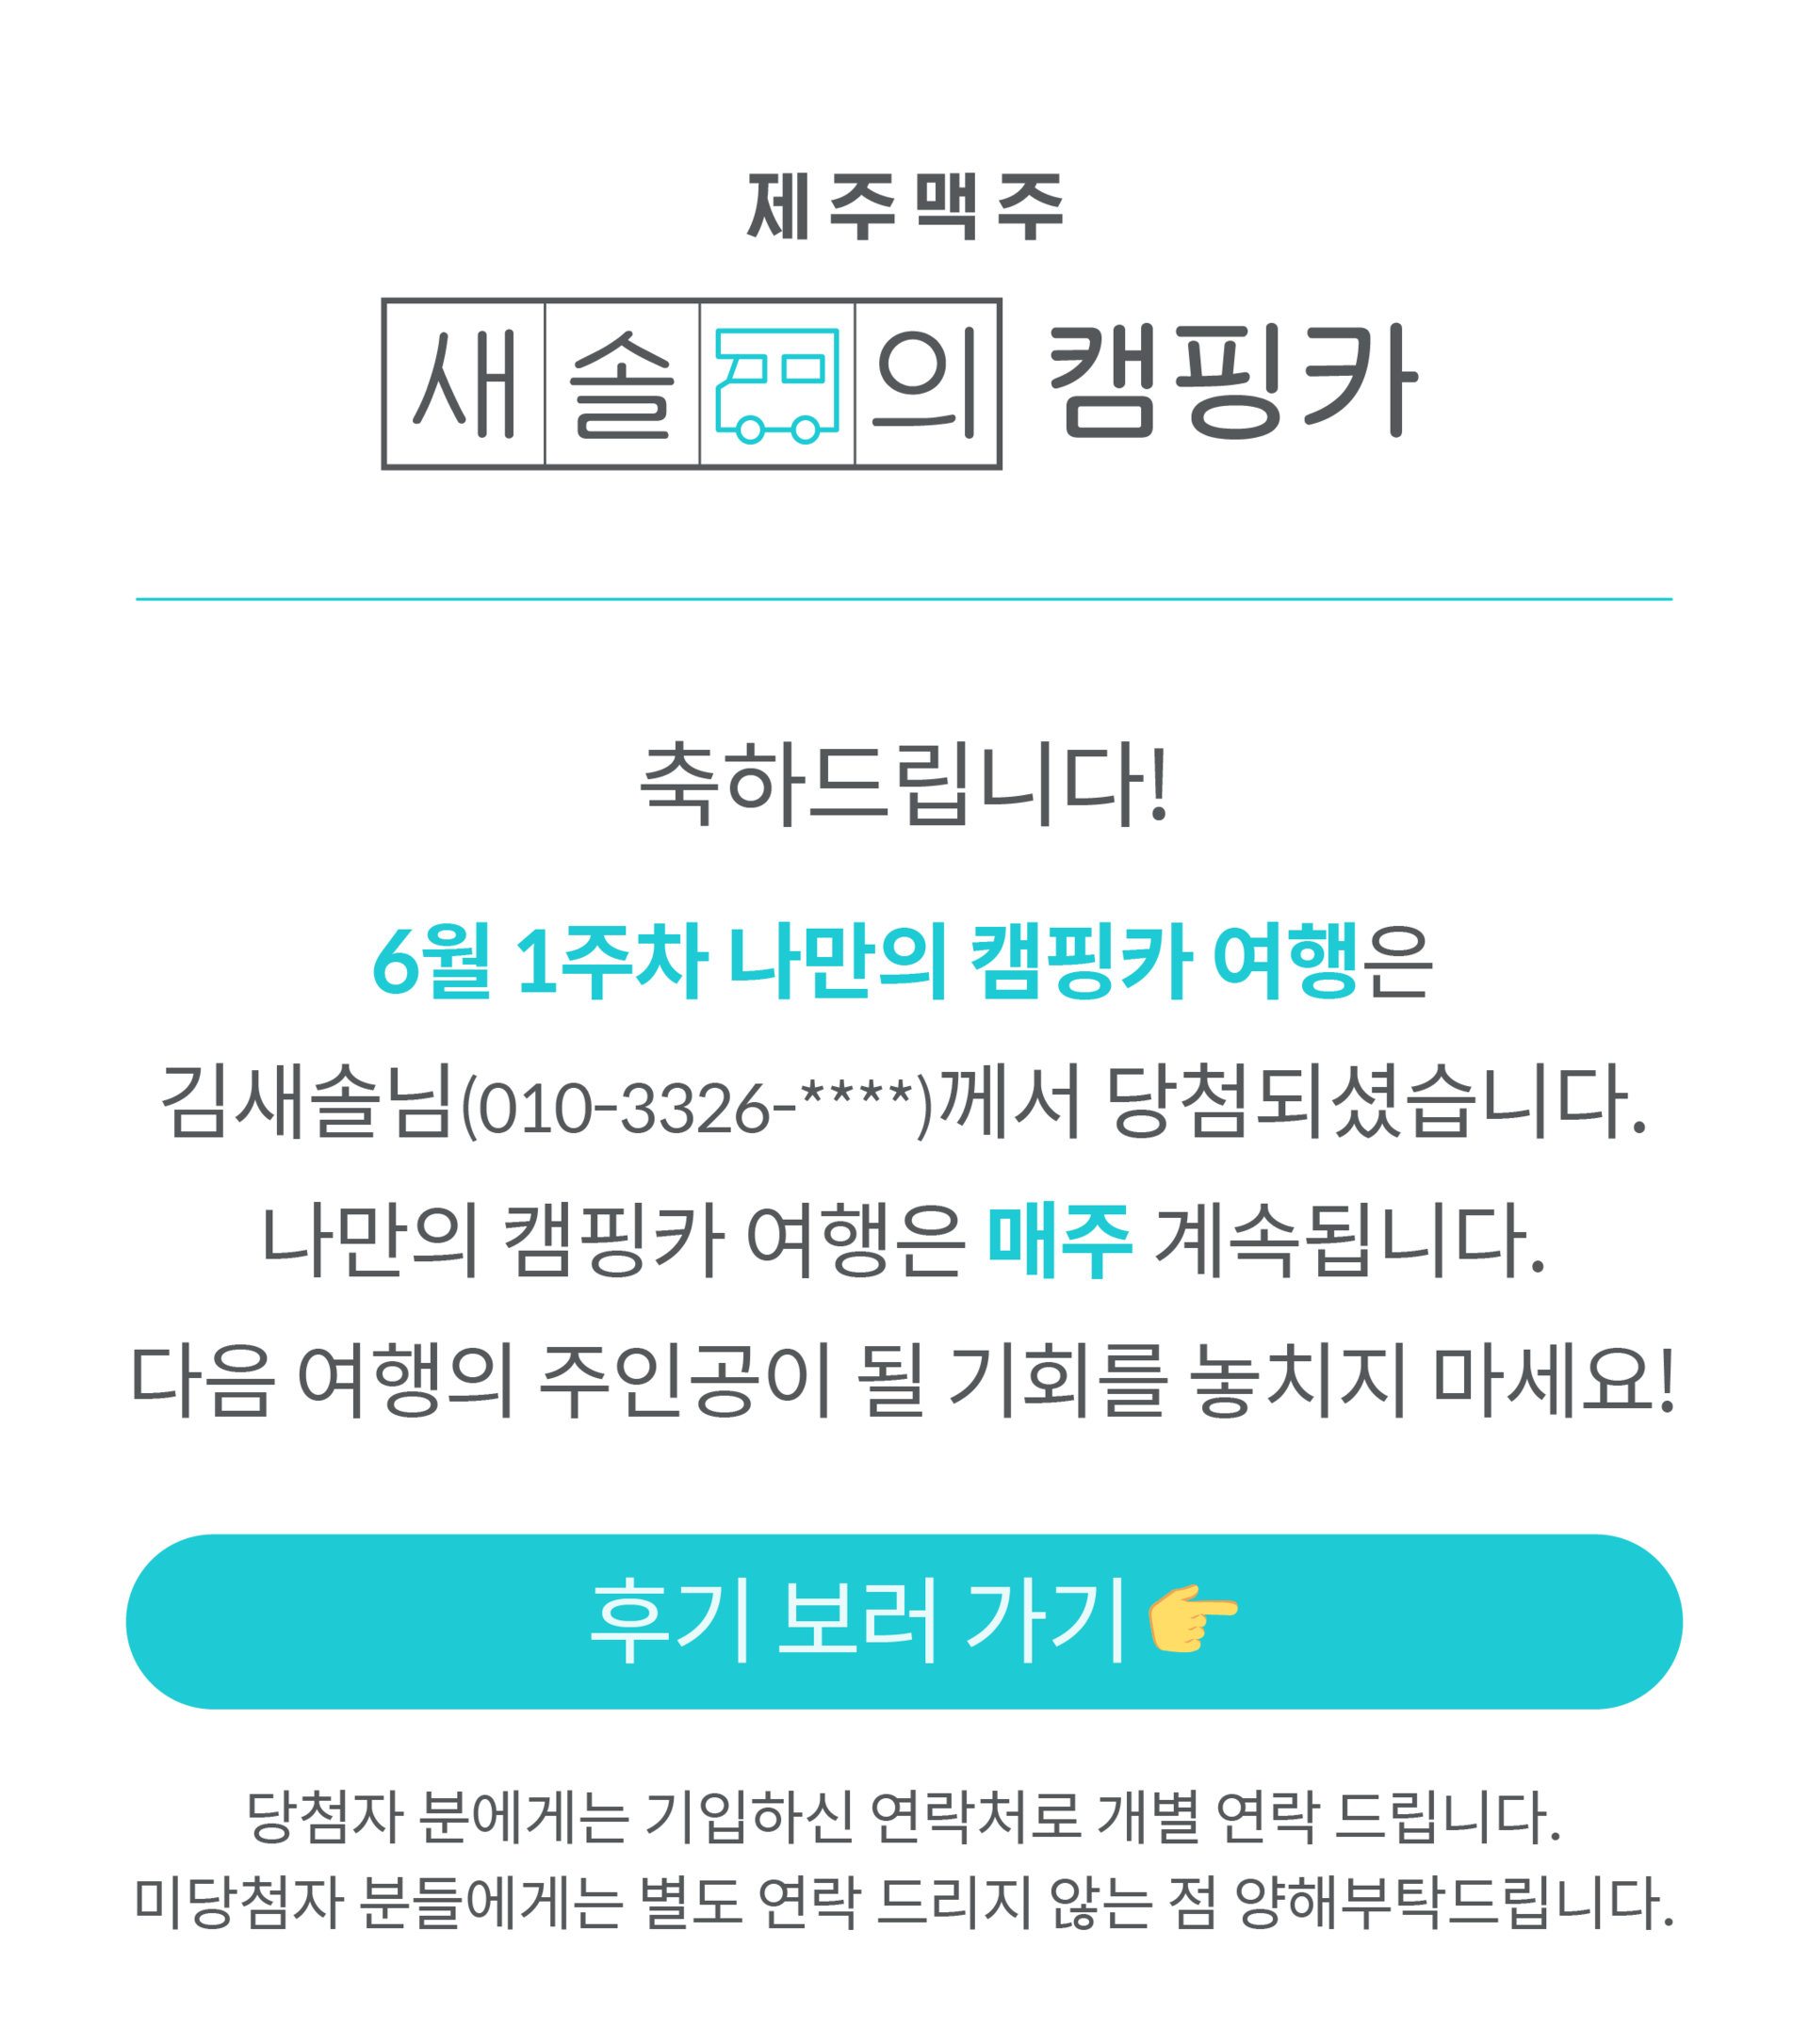 제주맥주
새솔의 캠핑카
축하드립니다!
6월 1주차 나만의 캠핑카 여행은
김새솔님(010-3326-****)께서 당첨되셨습니다.
나만의 캠핑카 여행은 매주 계속됩니다.
다음 여행의 주인공이 될 기회를 놓치지 마세요!
후기 보러 가기 👉
당첨자 분에게는 기입하신 연락처로 개별 연락 드립니다.
미당첨자 분들에게는 별도 연락 드리지 않는 점 양해부탁드립니다.